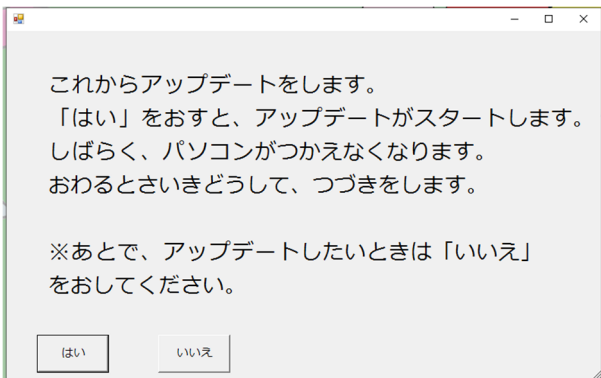 これからアップデートをします。
「はい」をおすと、アップデートがスタートします。
しばらく、パソコンがつかえなくなります。
おわるとさいきどうして、つづきをします。
※あとで、アップデートしたいときは「いいえ」
をおしてください。
はい
いいえ